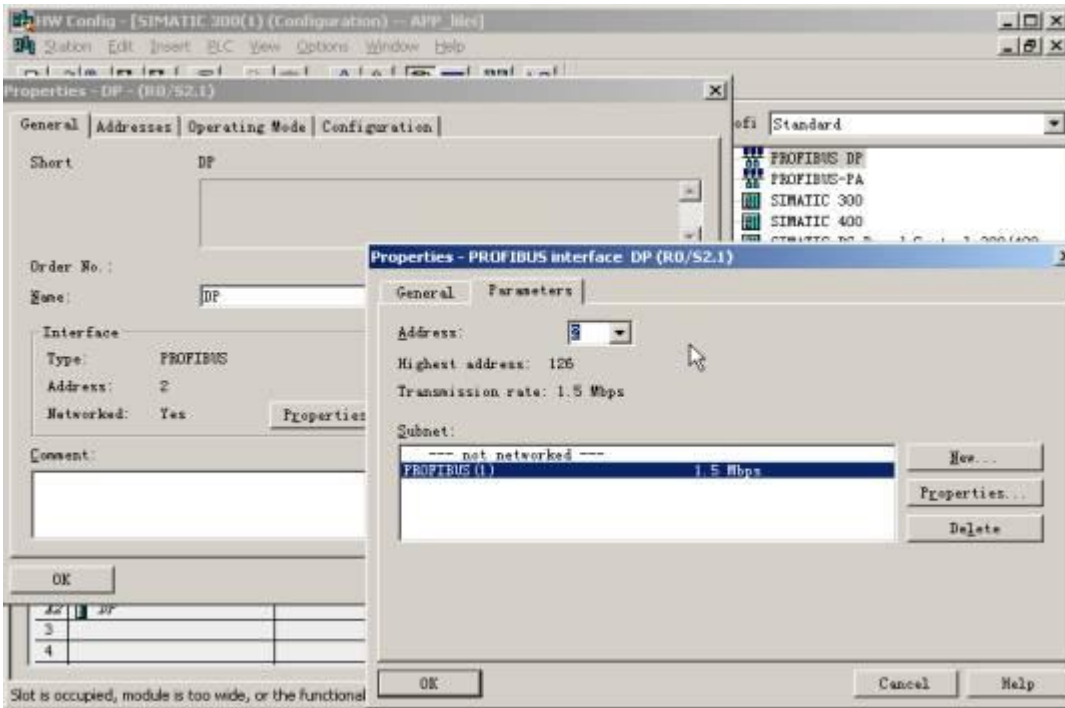 HW Config - [SIMATIC 300(1) (Configuration) -- APP_liles]
Station Edit Insert PLC View Options Window Help
Properties - DP - (R0/S2.1)
General Addresses Operating Mode Configuration
Short DP
Order No.:
Name: DP
Interface
Type: PROFIBUS
Address: 2
Networked: Yes Properties
Comment:
OK
X2 DP
3
4
Slot is occupied, module is too wide, or the functional
ofi Standard
PROFIBUS DP
PROFIBUS-PA
SIMATIC 300
SIMATIC 400
Properties - PROFIBUS interface DP (R0/S2.1)
General Parameters
Address: 2
Highest address: 126
Transmission rate: 1.5 Mbps
Subnet:
--- not networked ---
PROFIBUS(1) 1.5 Mbps
New...
Properties...
Delete
OK Cancel Help